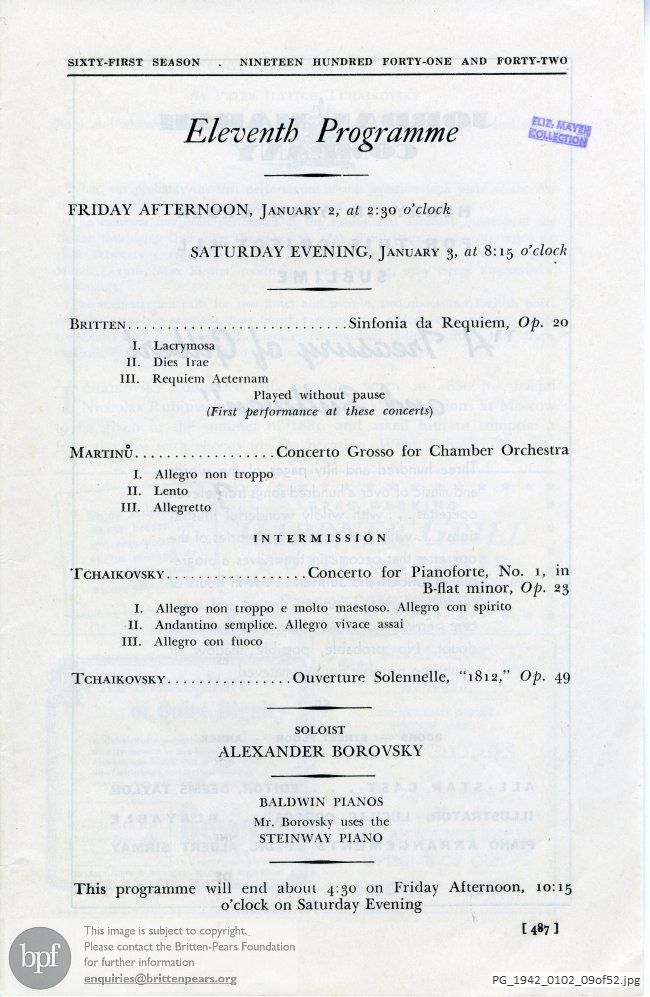 SIXTY-FIRST SEASON . NINETEEN HUNDRED FORTY-ONE AND FORTY-TWO
Eleventh Programme
ELIZ. MAYER
COLLECTION
FRIDAY AFTERNOON, JANUARY 2, at 2:30 o'clock
SATURDAY EVENING, JANUARY 3, at 8:15 o'clock
BRITTEN..........................Sinfonia da Requiem, Op. 20
I. Lacrymosa
II. Dies Irae
III. Requiem Aeternam
Played without pause
(First performance at these concerts)
MARTINŮ.................Concerto Grosso for Chamber Orchestra
I. Allegro non troppo
II. Lento
III. Allegretto
INTERMISSION
TCHAIKOVSKY.................Concerto for Pianoforte, No. 1, in
B-flat minor, Op. 23
I. Allegro non troppo e molto maestoso. Allegro con spirito
II. Andantino semplice. Allegro vivace assai
III. Allegro con fuoco
TCHAIKOVSKY...............Ouverture Solennelle, "1812," Op. 49
SOLOIST
ALEXANDER BOROVSKY
BALDWIN PIANOS
Mr. Borovsky uses the
STEINWAY PIANO
This programme will end about 4:30 on Friday Afternoon, 10:15
o'clock on Saturday Evening
[ 487 ]
bpf
This image is subject to copyright.
Please contact the Britten-Pears Foundation
for further information
enquiries@brittenpears.org
PG_1942_0102_09of52.jpg